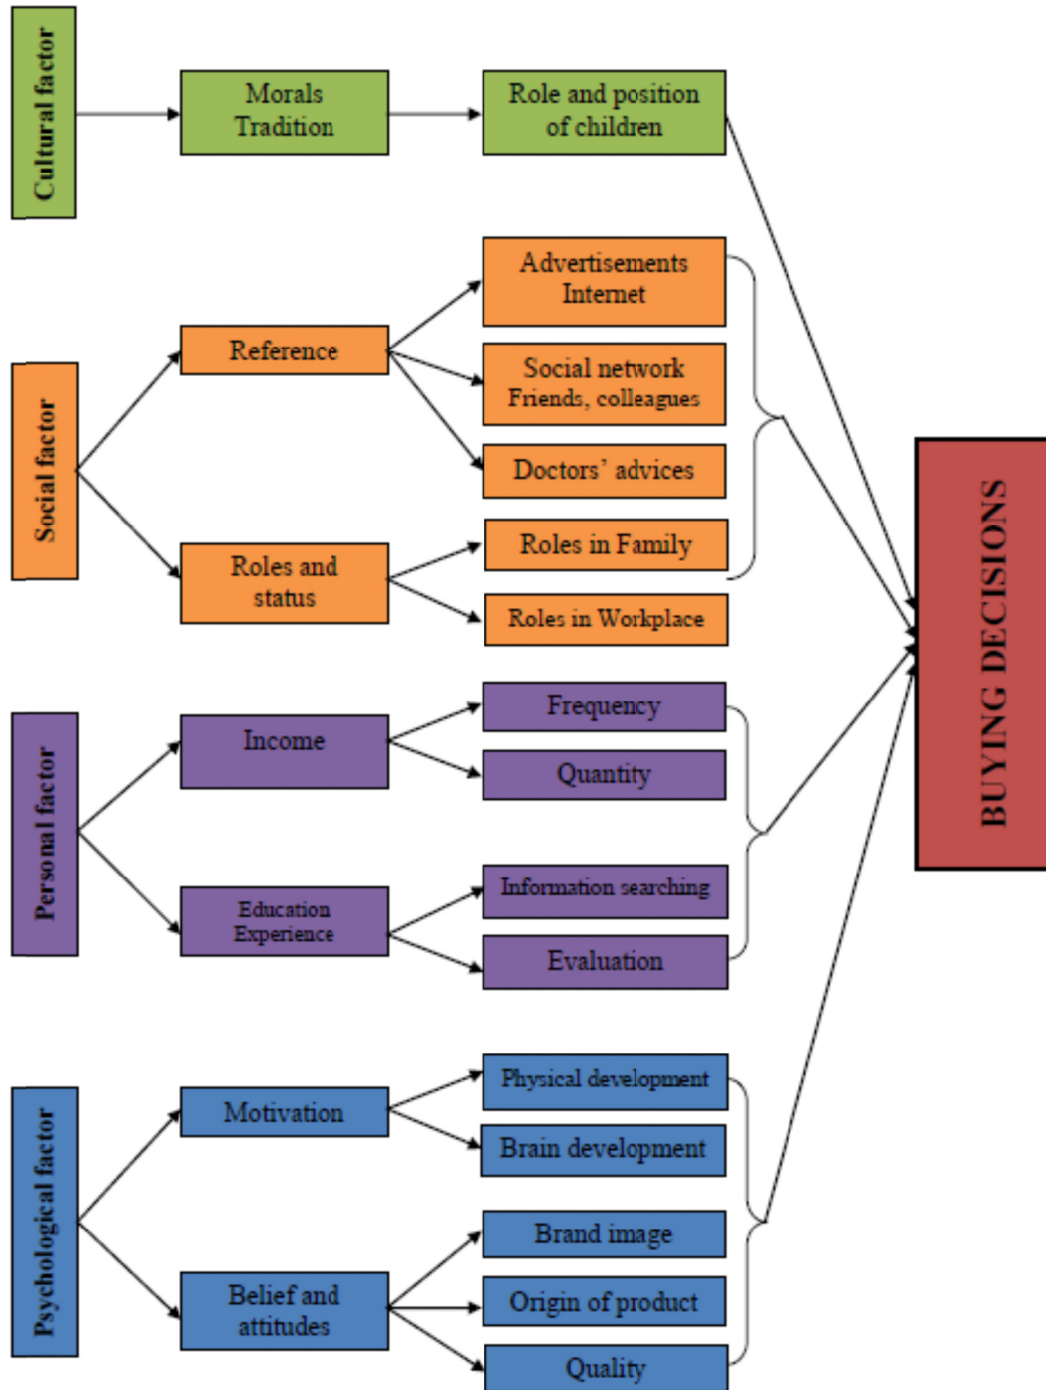 Cultural factor
Morals
Tradition
Role and position
of children
Social factor
Reference
Advertisements
Internet
Social network
Friends, colleagues
Doctors’ advices
Roles and
status
Roles in Family
Roles in Workplace
BUYING DECISIONS
Personal factor
Income
Frequency
Quantity
Education
Experience
Information searching
Evaluation
Psychological factor
Motivation
Physical development
Brain development
Belief and
attitudes
Brand image
Origin of product
Quality